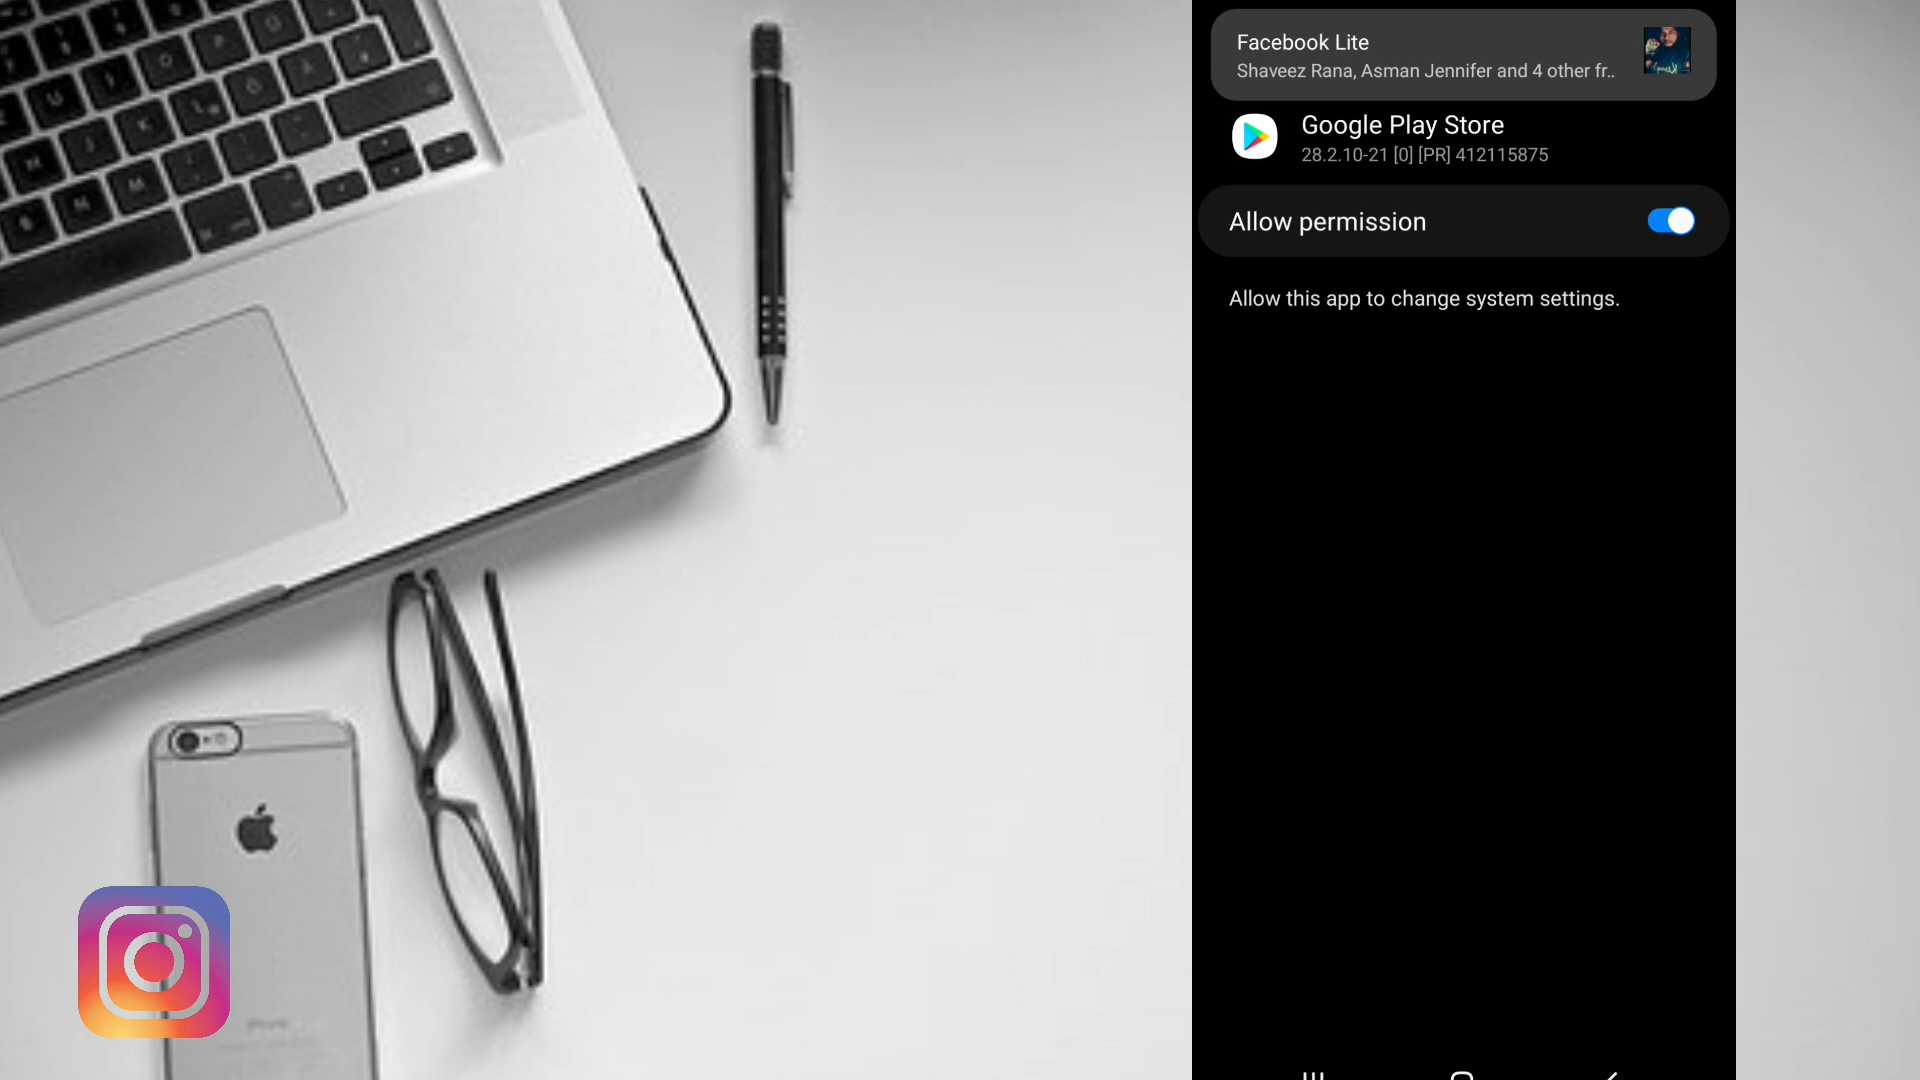 Facebook Lite
Shaveez Rana, Asman Jennifer and 4 other fr..
Google Play Store
28.2.10-21 [0] [PR] 412115875
Allow permission
Allow this app to change system settings.